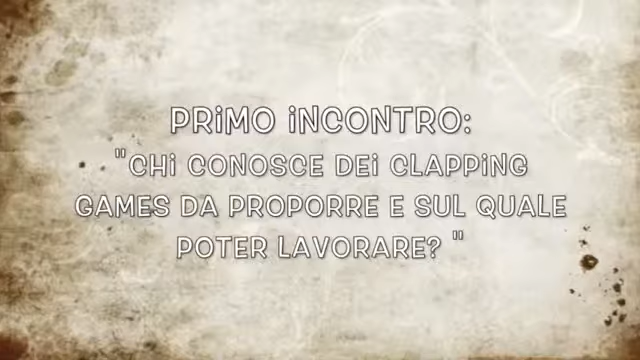 PRiMO iNCONTRO:
"CHi CONOSCE DEi CLAPPiNG
GAMES DA PROPORRE E SUL QUALE
POTER LAVORARE? "